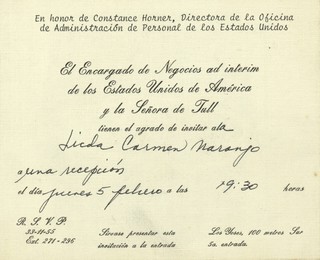 En honor de Constance Horner, Directora de la Oficina
de Administración de Personal de los Estados Unidos
El Encargado de Negocios ad interim
de los Estados Unidos de América
y la Señora de Tull
tienen el agrado de invitar a la
Licda Carmen Naranjo
a una recepción
el día jueves 5 febrero a las 19:30 horas
R. S. V. P.
33-11-55
Ext. 271-236
Sírvase presentar esta
invitación a la entrada
Los Yoses, 100 metros Sur
5a. entrada.